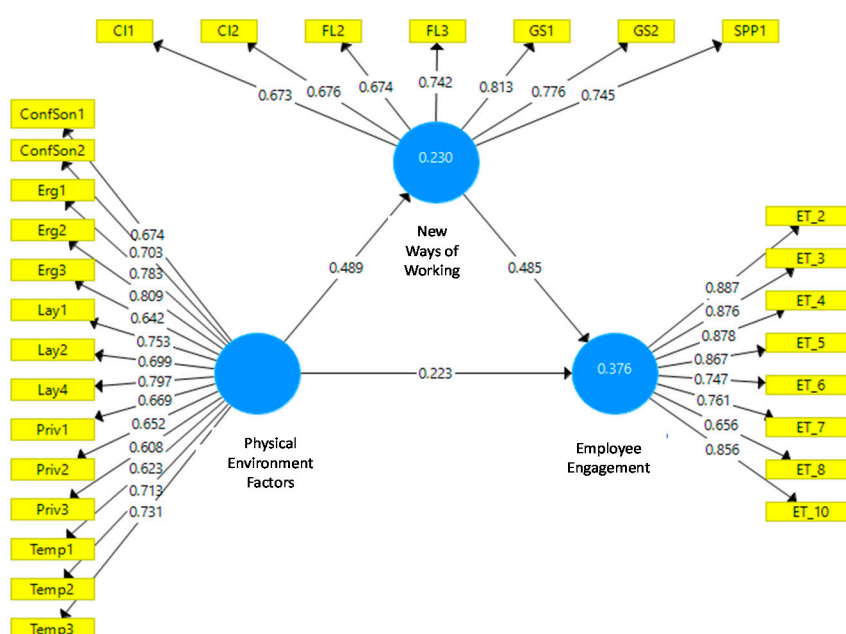 CI1
CI2
FL2
FL3
GS1
GS2
SPP1
0.673
0.676
0.674
0.742
0.813
0.776
0.745
0.230
New
Ways of
Working
ConfSon1
ConfSon2
Erg1
Erg2
Erg3
Lay1
Lay2
Lay4
Priv1
Priv2
Priv3
Temp1
Temp2
Temp3
0.674
0.703
0.783
0.809
0.642
0.753
0.699
0.797
0.669
0.652
0.608
0.623
0.713
0.731
Physical
Environment
Factors
0.489
0.485
0.223
0.376
Employee
Engagement
0.887
0.876
0.878
0.867
0.747
0.761
0.656
0.856
ET_2
ET_3
ET_4
ET_5
ET_6
ET_7
ET_8
ET_10